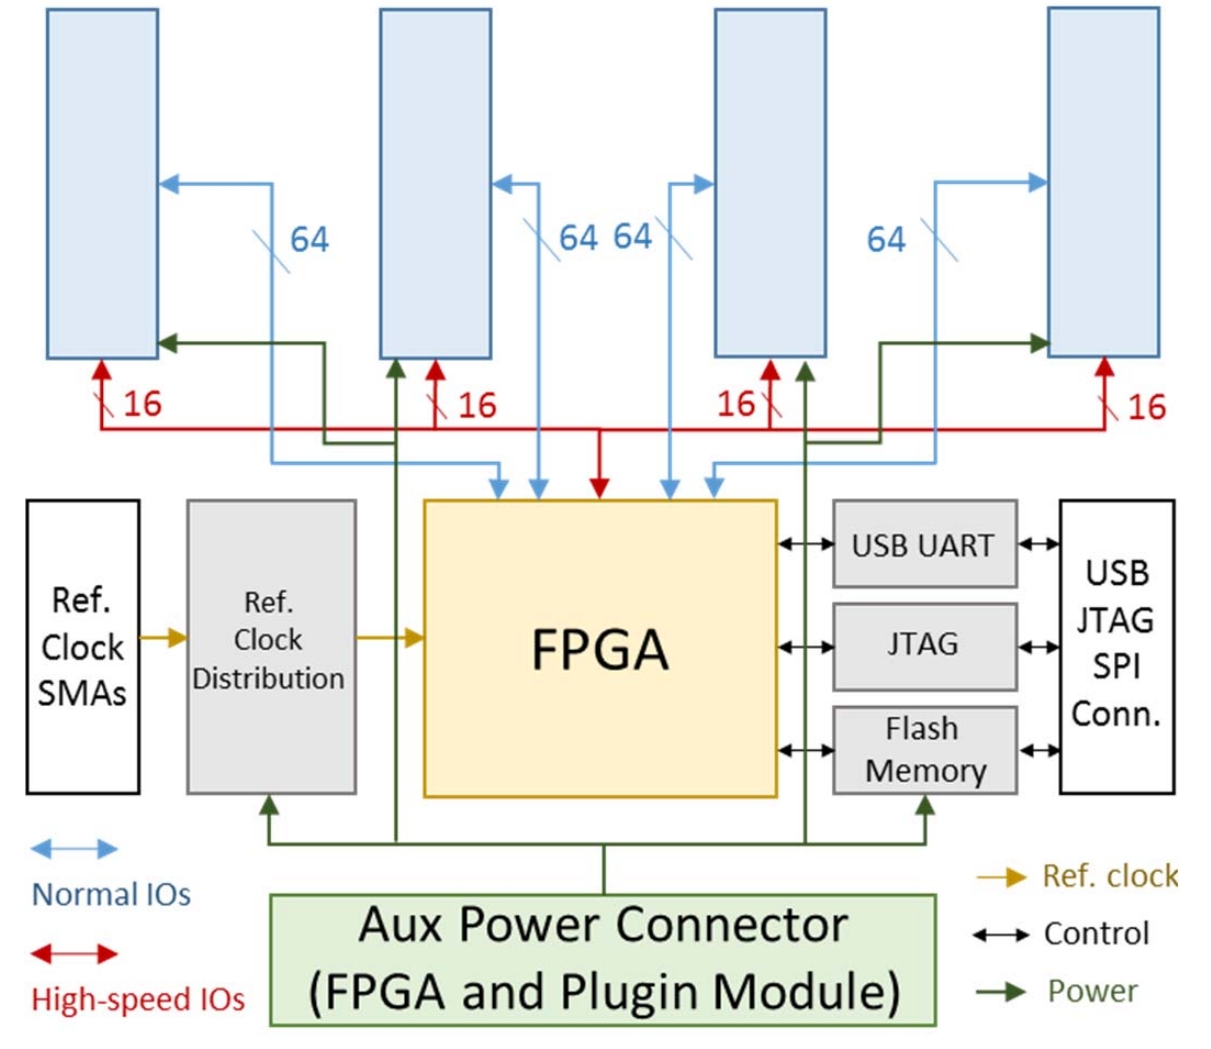 64
64
64
64
16
16
16
16
Ref.
Clock
SMAs
Ref.
Clock
Distribution
FPGA
USB UART
JTAG
Flash
Memory
USB
JTAG
SPI
Conn.
Normal IOs
High-speed IOs
Aux Power Connector
(FPGA and Plugin Module)
Ref. clock
Control
Power